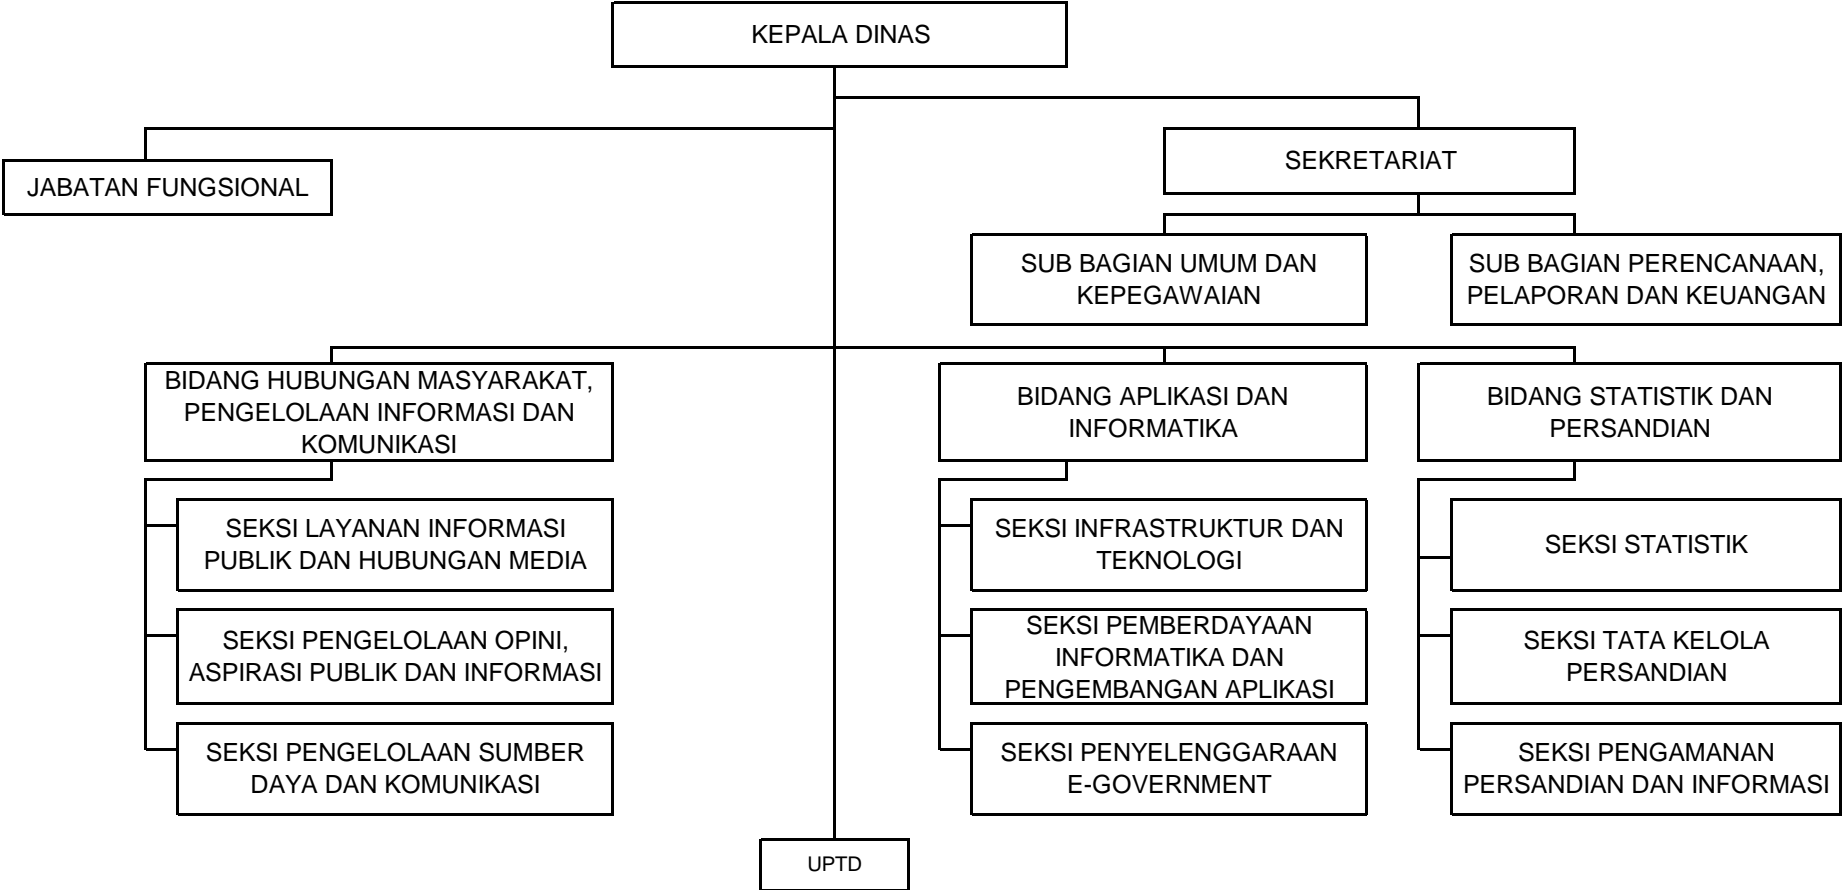 KEPALA DINAS
JABATAN FUNGSIONAL
SEKRETARIAT
SUB BAGIAN UMUM DAN
KEPEGAWAIAN
SUB BAGIAN PERENCANAAN,
PELAPORAN DAN KEUANGAN
BIDANG HUBUNGAN MASYARAKAT,
PENGELOLAAN INFORMASI DAN
KOMUNIKASI
SEKSI LAYANAN INFORMASI
PUBLIK DAN HUBUNGAN MEDIA
SEKSI PENGELOLAAN OPINI,
ASPIRASI PUBLIK DAN INFORMASI
SEKSI PENGELOLAAN SUMBER
DAYA DAN KOMUNIKASI
BIDANG APLIKASI DAN
INFORMATIKA
SEKSI INFRASTRUKTUR DAN
TEKNOLOGI
SEKSI PEMBERDAYAAN
INFORMATIKA DAN
PENGEMBANGAN APLIKASI
SEKSI PENYELENGGARAAN
E-GOVERNMENT
BIDANG STATISTIK DAN
PERSANDIAN
SEKSI STATISTIK
SEKSI TATA KELOLA
PERSANDIAN
SEKSI PENGAMANAN
PERSANDIAN DAN INFORMASI
UPTD